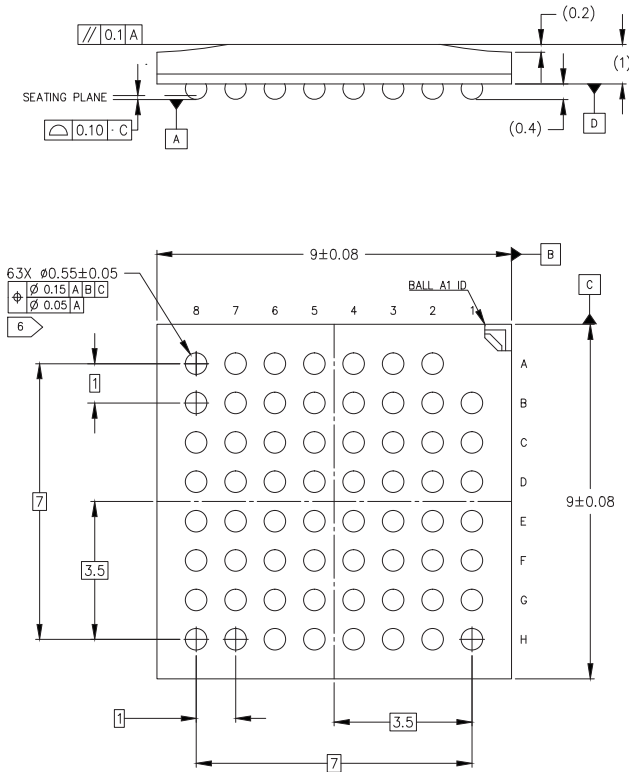 (0.2)
// 0.1 A
(1)
SEATING PLANE
⌓ 0.10 C
A
(0.4)
D
9±0.08
B
63X Ø0.55±0.05
⌖ Ø 0.15 A B C
Ø 0.05 A
6
BALL A1 ID
C
8 7 6 5 4 3 2 1
A
1
B
C
D
7
9±0.08
E
3.5
F
G
H
1
3.5
7